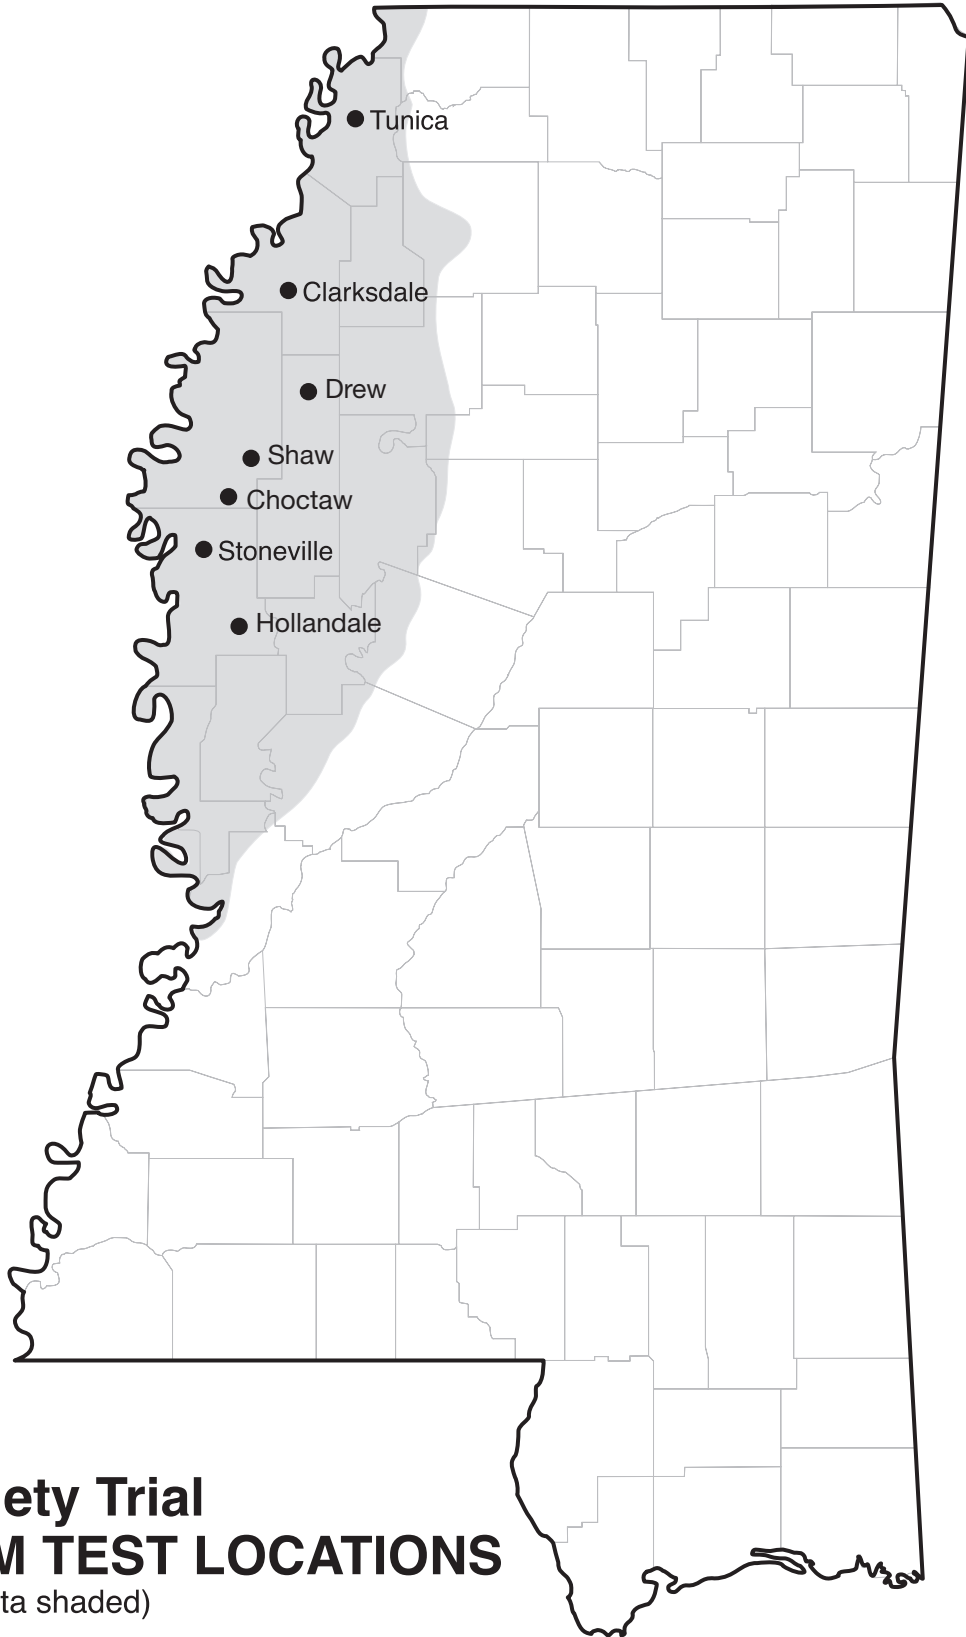 Tunica
Clarksdale
Drew
Shaw
Choctaw
Stoneville
Hollandale
ety Trial
M TEST LOCATIONS
ta shaded)